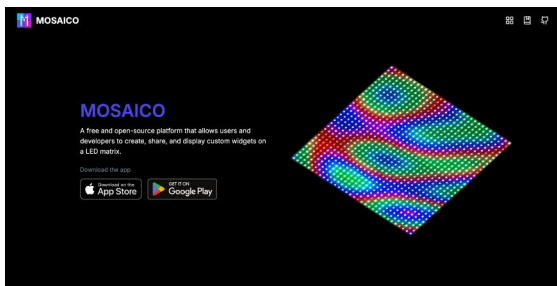 MOSAICO
MOSAICO
A free and open-source platform that allows users and
developers to create, share, and display custom widgets on
a LED matrix.
Download the app
Download on the
App Store
GET IT ON
Google Play